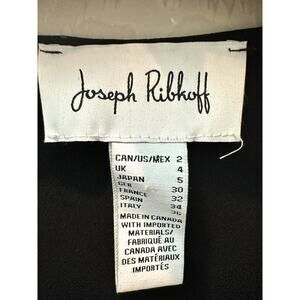 Joseph Ribkoff
CAN/US/MEX 2
UK 4
JAPAN 5
GER 30
FRANCE 32
SPAIN 34
ITALY 36
MADE IN CANADA
WITH IMPORTED
MATERIALS/
FABRIQUÉ AU
CANADA AVEC
DES MATÉRIAUX
IMPORTÉS